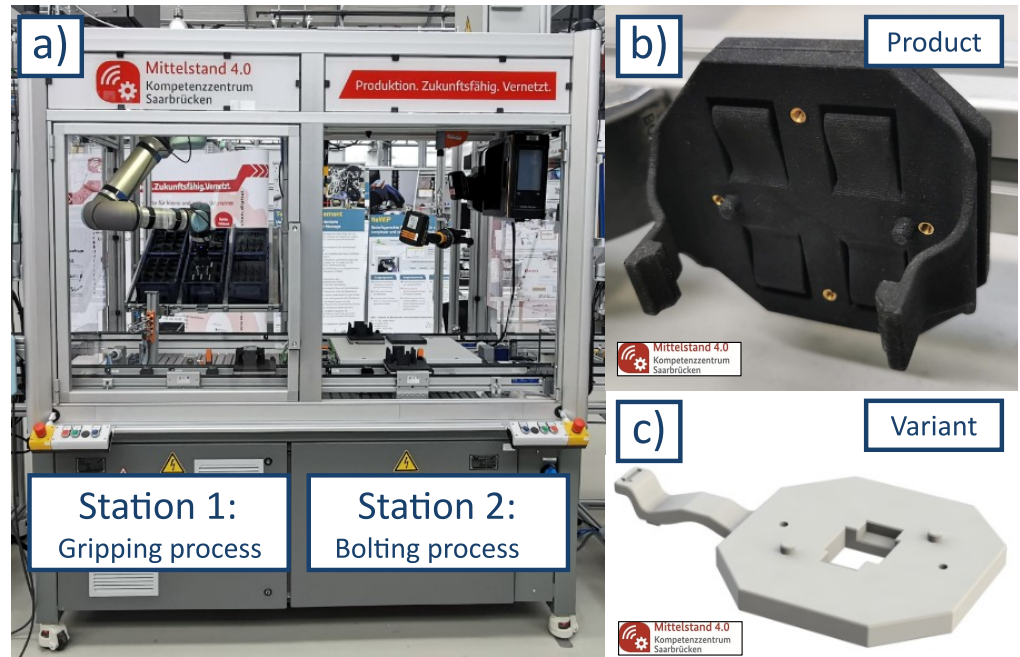 a)
Mittelstand 4.0
Kompetenzzentrum
Saarbrücken
Produktion. Zukunftsfähig. Vernetzt.
.Zukunftsfähig.Vernetzt.
Station 1:
Gripping process
Station 2:
Bolting process
b)
Product
Mittelstand 4.0
Kompetenzzentrum
Saarbrücken
c)
Variant
Mittelstand 4.0
Kompetenzzentrum
Saarbrücken